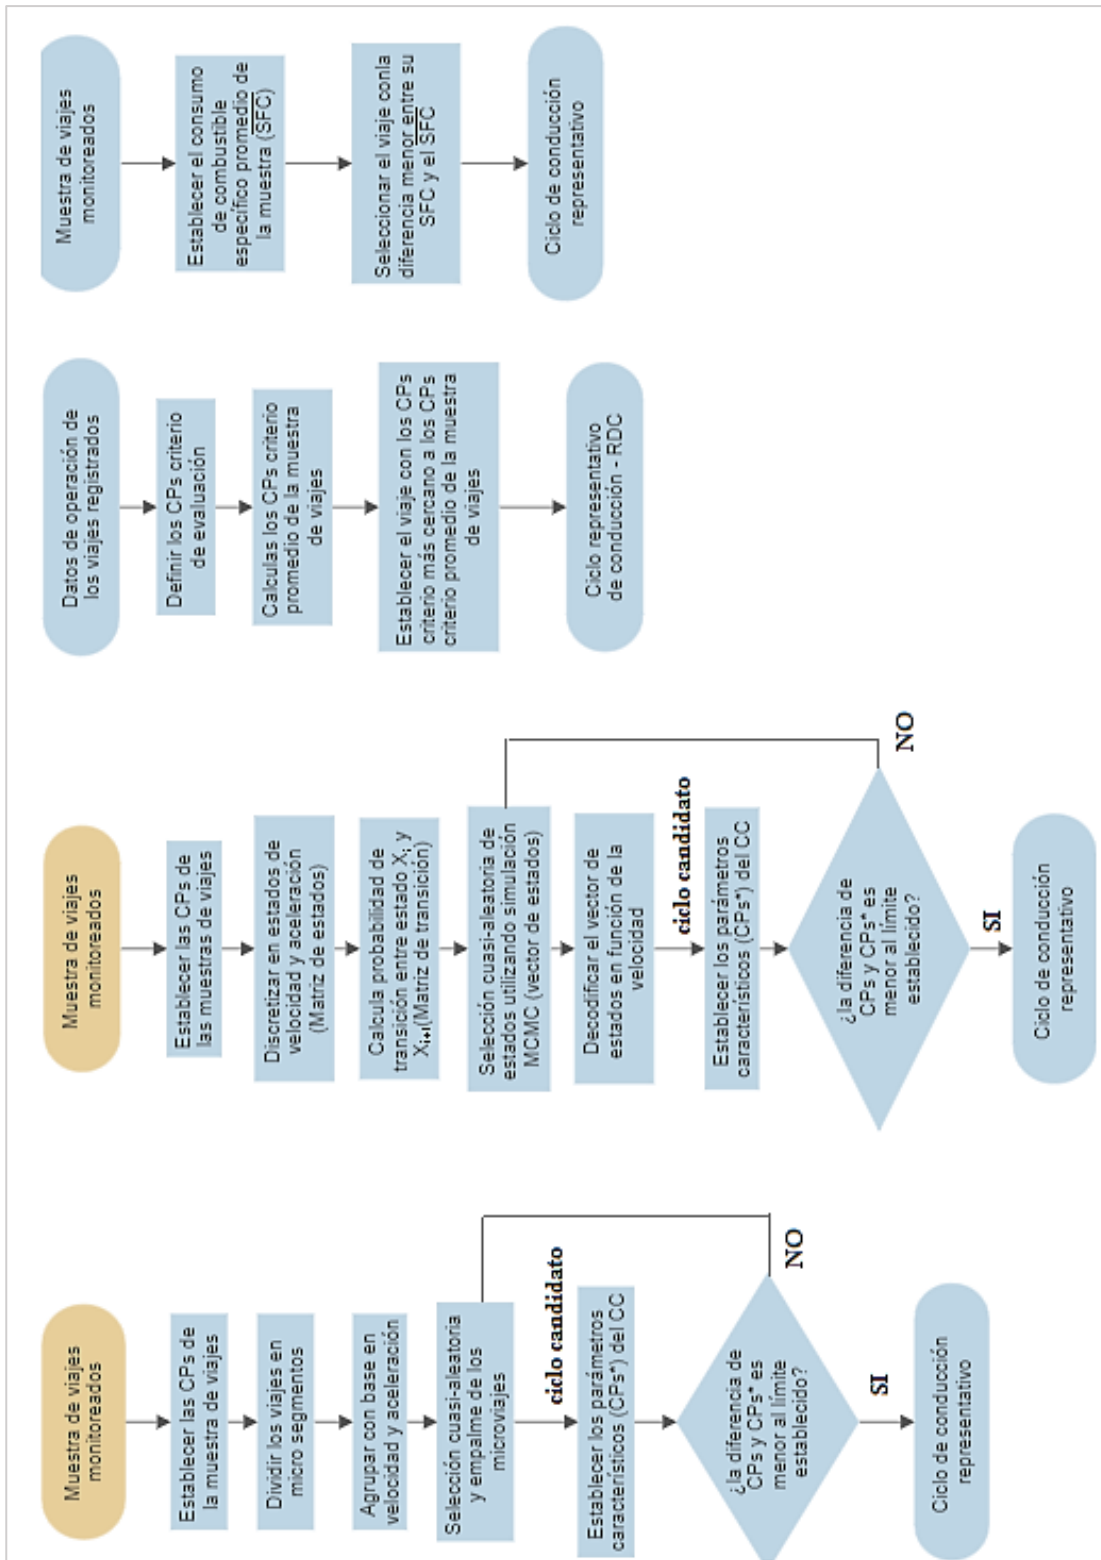 Muestra de viajes
monitoreados
Establecer las CPs de
la muestra de viajes
Dividir los viajes en
micro segmentos
Agrupar con base en
velocidad y aceleración
Selección cuasi-aleatoria
y empalme de los
microviajes
ciclo candidato
Establecer los parámetros
característicos (CPs*) del CC
¿la diferencia de
CPs y CPs* es
menor al límite
establecido?
NO
SI
Ciclo de conducción
representativo
Muestra de viajes
monitoreados
Establecer las CPs de
las muestras de viajes
Discretizar en estados de
velocidad y aceleración
(Matriz de estados)
Calcula probabilidad de
transición entre estado Xi y
Xi+1(Matriz de transición)
Selección cuasi-aleatoria de
estados utilizando simulación
MCMC (vector de estados)
Decodificar el vector de
estados en función de la
velocidad
ciclo candidato
Establecer los parámetros
característicos (CPs*) del CC
¿la diferencia de
CPs y CPs* es
menor al límite
establecido?
NO
SI
Ciclo de conducción
representativo
Datos de operación de
los viajes registrados
Definir los CPs criterio
de evaluación
Calculas los CPs criterio
promedio de la muestra
de viajes
Establecer el viaje con los CPs
criterio más cercano a los CPs
criterio promedio de la muestra
de viajes
Ciclo representativo
de conducción - RDC
Muestra de viajes
monitoreados
Establecer el consumo
de combustible
específico promedio de
la muestra (SFC)
Seleccionar el viaje conla
diferencia menor entre su
SFC y el SFC
Ciclo de conducción
representativo